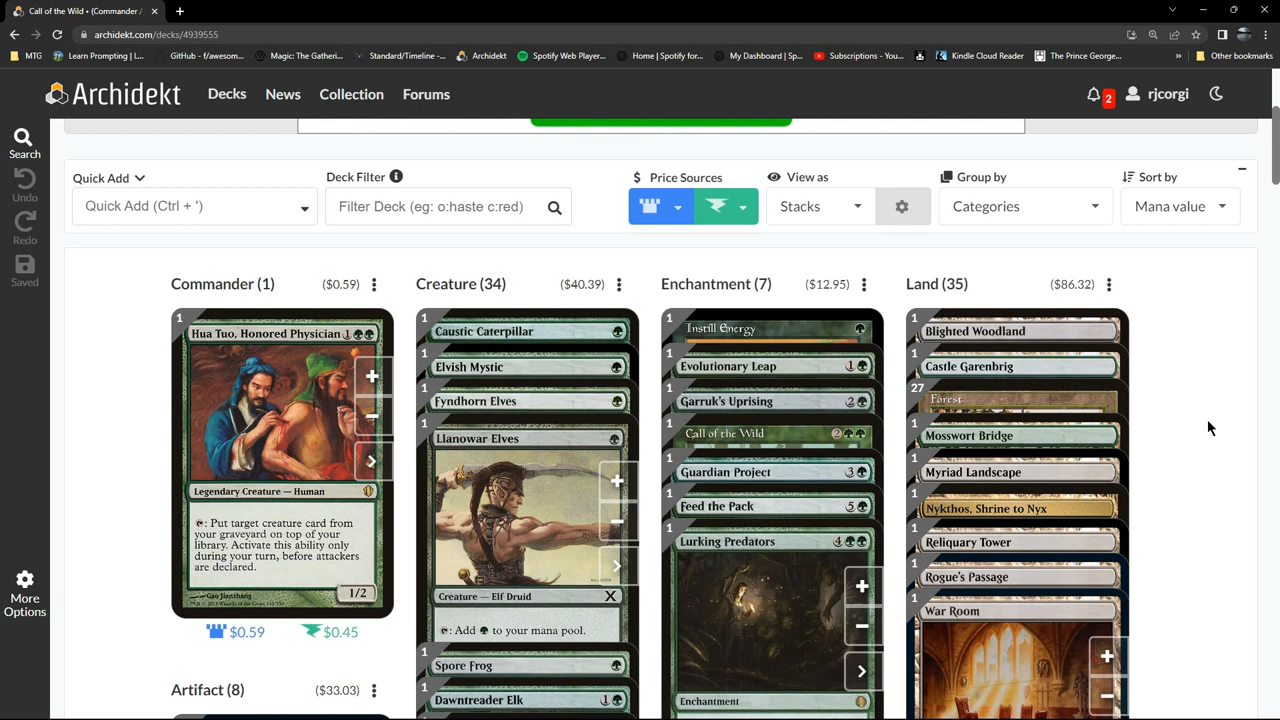 Call of the Wild • (Commander /
archidekt.com/decks/4939555
MTG
Learn Prompting | L...
GitHub - f/awesom...
Magic: The Gatheri...
Standard/Timeline -...
Archidekt
Spotify Web Player...
Home | Spotify for...
My Dashboard | Sp...
Subscriptions - You...
Kindle Cloud Reader
The Prince George...
»
Other bookmarks
Archidekt
Decks
News
Collection
Forums
2
rjcorgi
Search
Undo
Redo
Saved
More
Options
Quick Add
Quick Add (Ctrl + ')
Deck Filter
Filter Deck (eg: o:haste c:red)
$ Price Sources
View as
Stacks
Group by
Categories
Sort by
Mana value
Commander (1) ($0.59)
1
Hua Tuo, Honored Physician 1
Legendary Creature — Human
: Put target creature card from
your graveyard on top of your
library. Activate this ability only
during your turn, before attackers
are declared.
Gao Jianzhang
1/2
$0.59
$0.45
Artifact (8) ($33.03)
Creature (34) ($40.39)
1
Caustic Caterpillar
1
Elvish Mystic
1
Fyndhorn Elves
1
Llanowar Elves
Creature — Elf Druid
: Add to your mana pool.
1
Spore Frog
1
Dawntreader Elk 1
Enchantment (7) ($12.95)
1
Instill Energy
1
Evolutionary Leap 1
1
Garruk's Uprising 2
1
Call of the Wild 2
1
Guardian Project 3
1
Feed the Pack 5
1
Lurking Predators 4
Enchantment
Land (35) ($86.32)
1
Blighted Woodland
1
Castle Garenbrig
27
Forest
1
Mosswort Bridge
1
Myriad Landscape
1
Nykthos, Shrine to Nyx
1
Reliquary Tower
1
Rogue's Passage
1
War Room